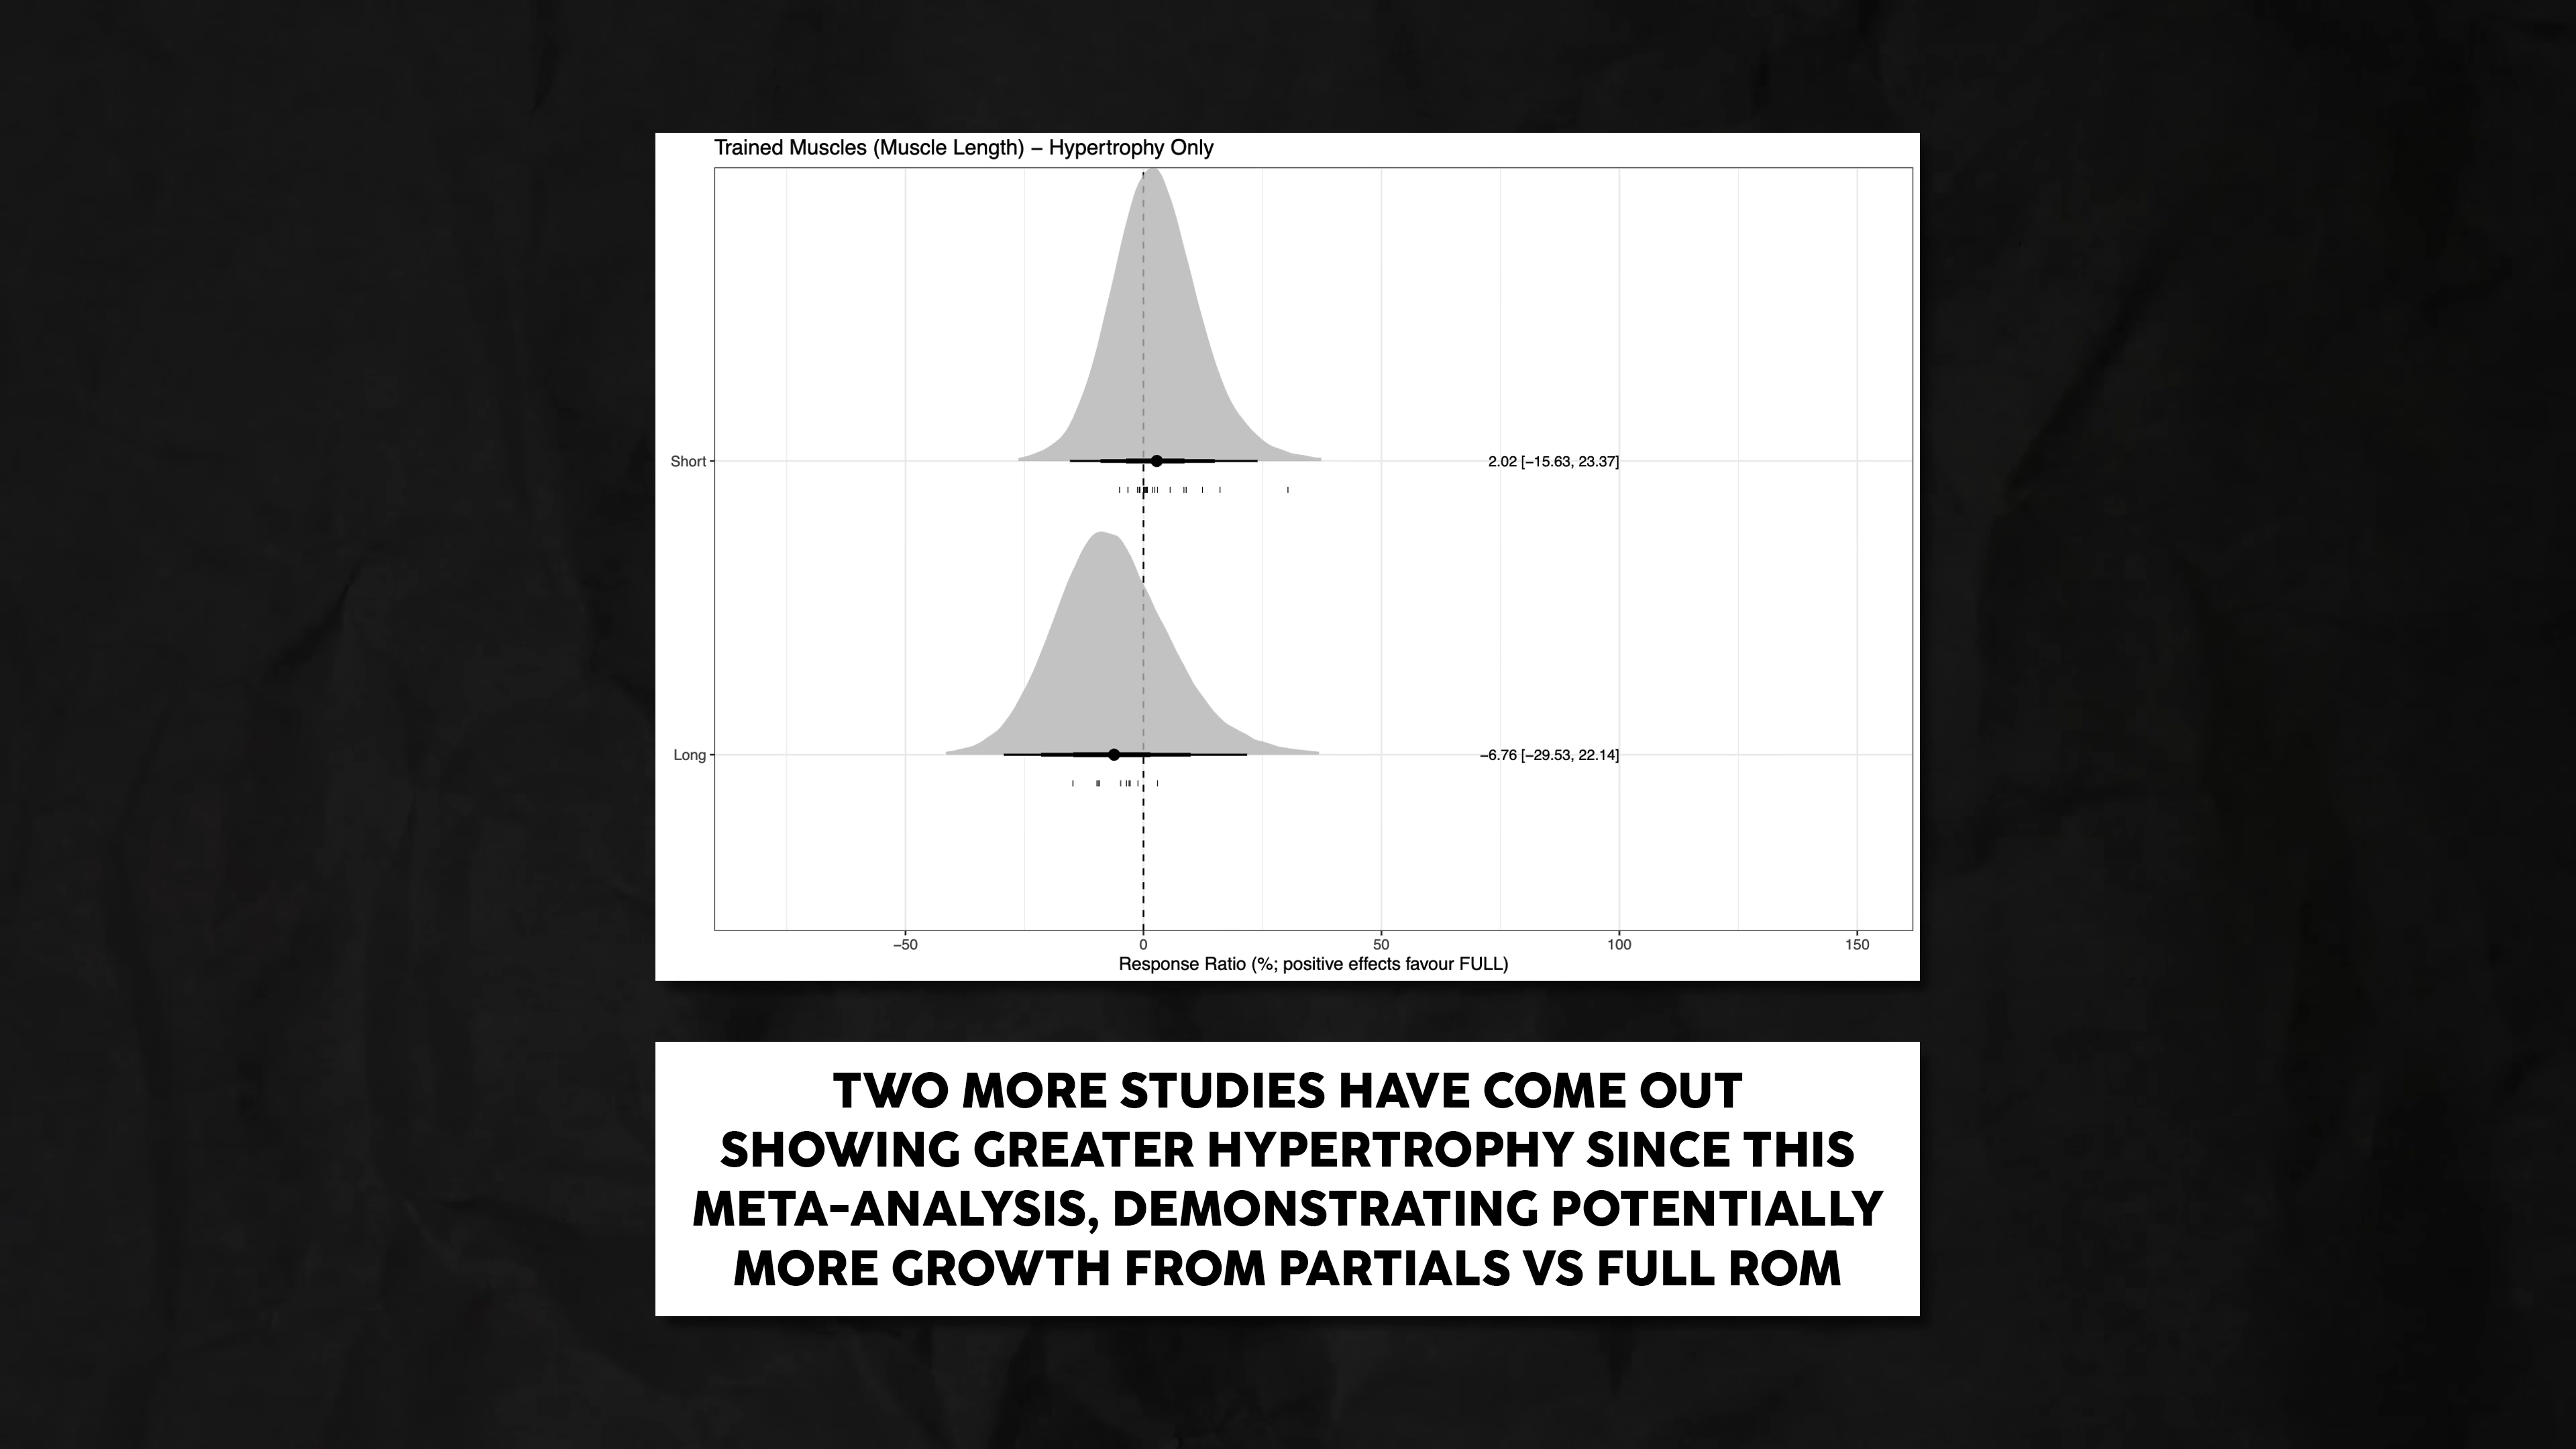 Trained Muscles (Muscle Length) – Hypertrophy Only
Short
2.02 [−15.63, 23.37]
Long
−6.76 [−29.53, 22.14]
−50 0 50 100 150
Response Ratio (%; positive effects favour FULL)
TWO MORE STUDIES HAVE COME OUT
SHOWING GREATER HYPERTROPHY SINCE THIS
META-ANALYSIS, DEMONSTRATING POTENTIALLY
MORE GROWTH FROM PARTIALS VS FULL ROM